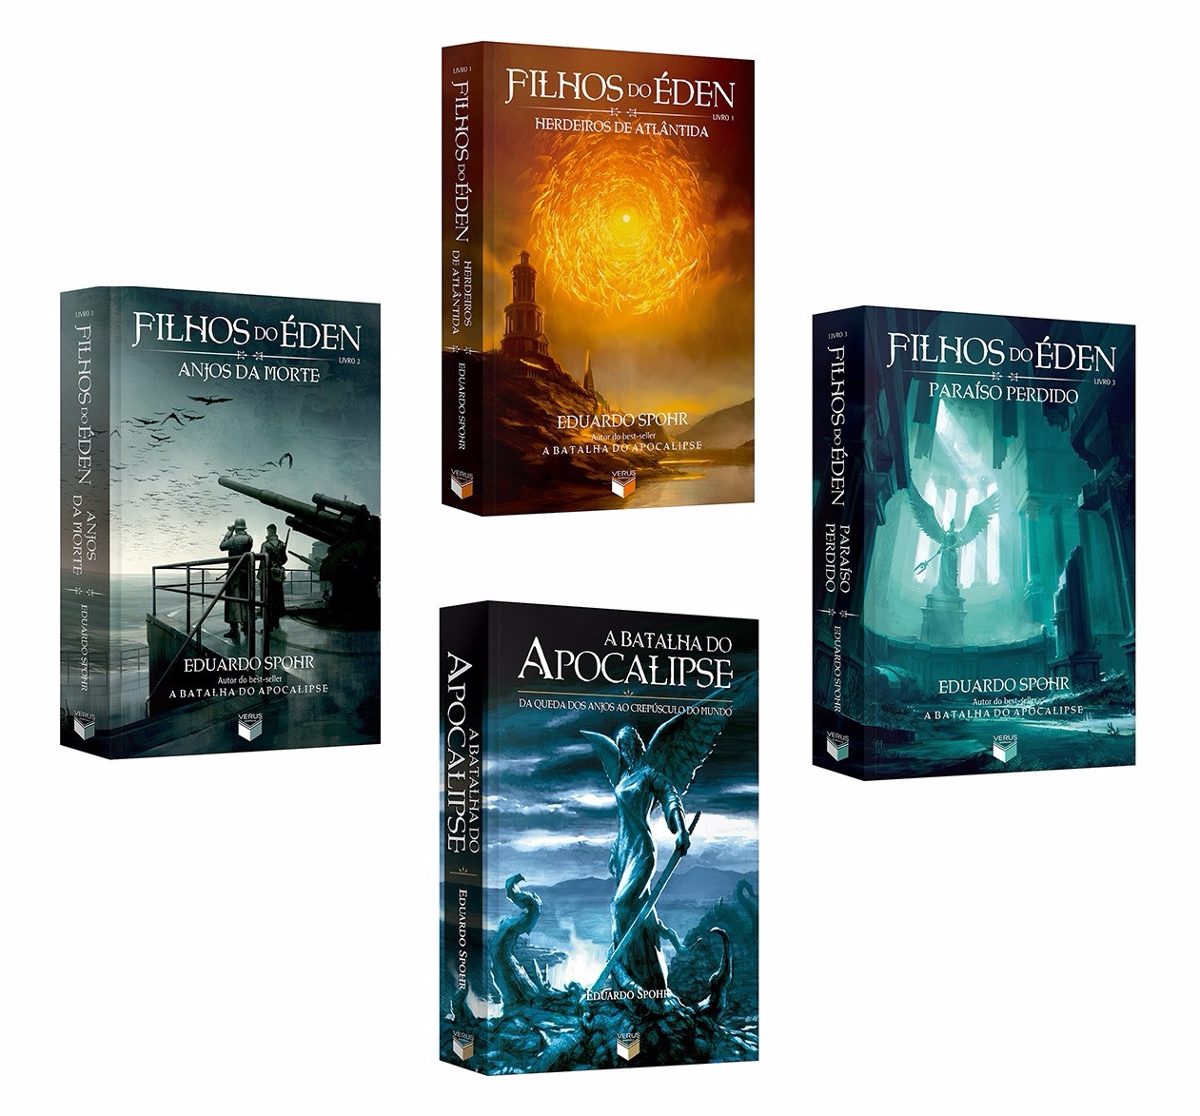 LIVRO 1
FILHOS DO ÉDEN
HERDEIROS
DE ATLÂNTIDA
EDUARDO SPOHR
VERUS
FILHOS DO ÉDEN
LIVRO 1
HERDEIROS DE ATLÂNTIDA
EDUARDO SPOHR
Autor do best-seller
A BATALHA DO APOCALIPSE
VERUS
LIVRO 2
FILHOS DO ÉDEN
ANJOS
DA MORTE
EDUARDO SPOHR
VERUS
FILHOS DO ÉDEN
LIVRO 2
ANJOS DA MORTE
EDUARDO SPOHR
Autor do best-seller
A BATALHA DO APOCALIPSE
VERUS
LIVRO 3
FILHOS DO ÉDEN
PARAÍSO
PERDIDO
EDUARDO SPOHR
VERUS
FILHOS DO ÉDEN
LIVRO 3
PARAÍSO PERDIDO
EDUARDO SPOHR
Autor do best-seller
A BATALHA DO APOCALIPSE
VERUS
A BATALHA DO
APOCALIPSE
EDUARDO SPOHR
VERUS
A BATALHA DO
APOCALIPSE
DA QUEDA DOS ANJOS AO CREPÚSCULO DO MUNDO
EDUARDO SPOHR
VERUS